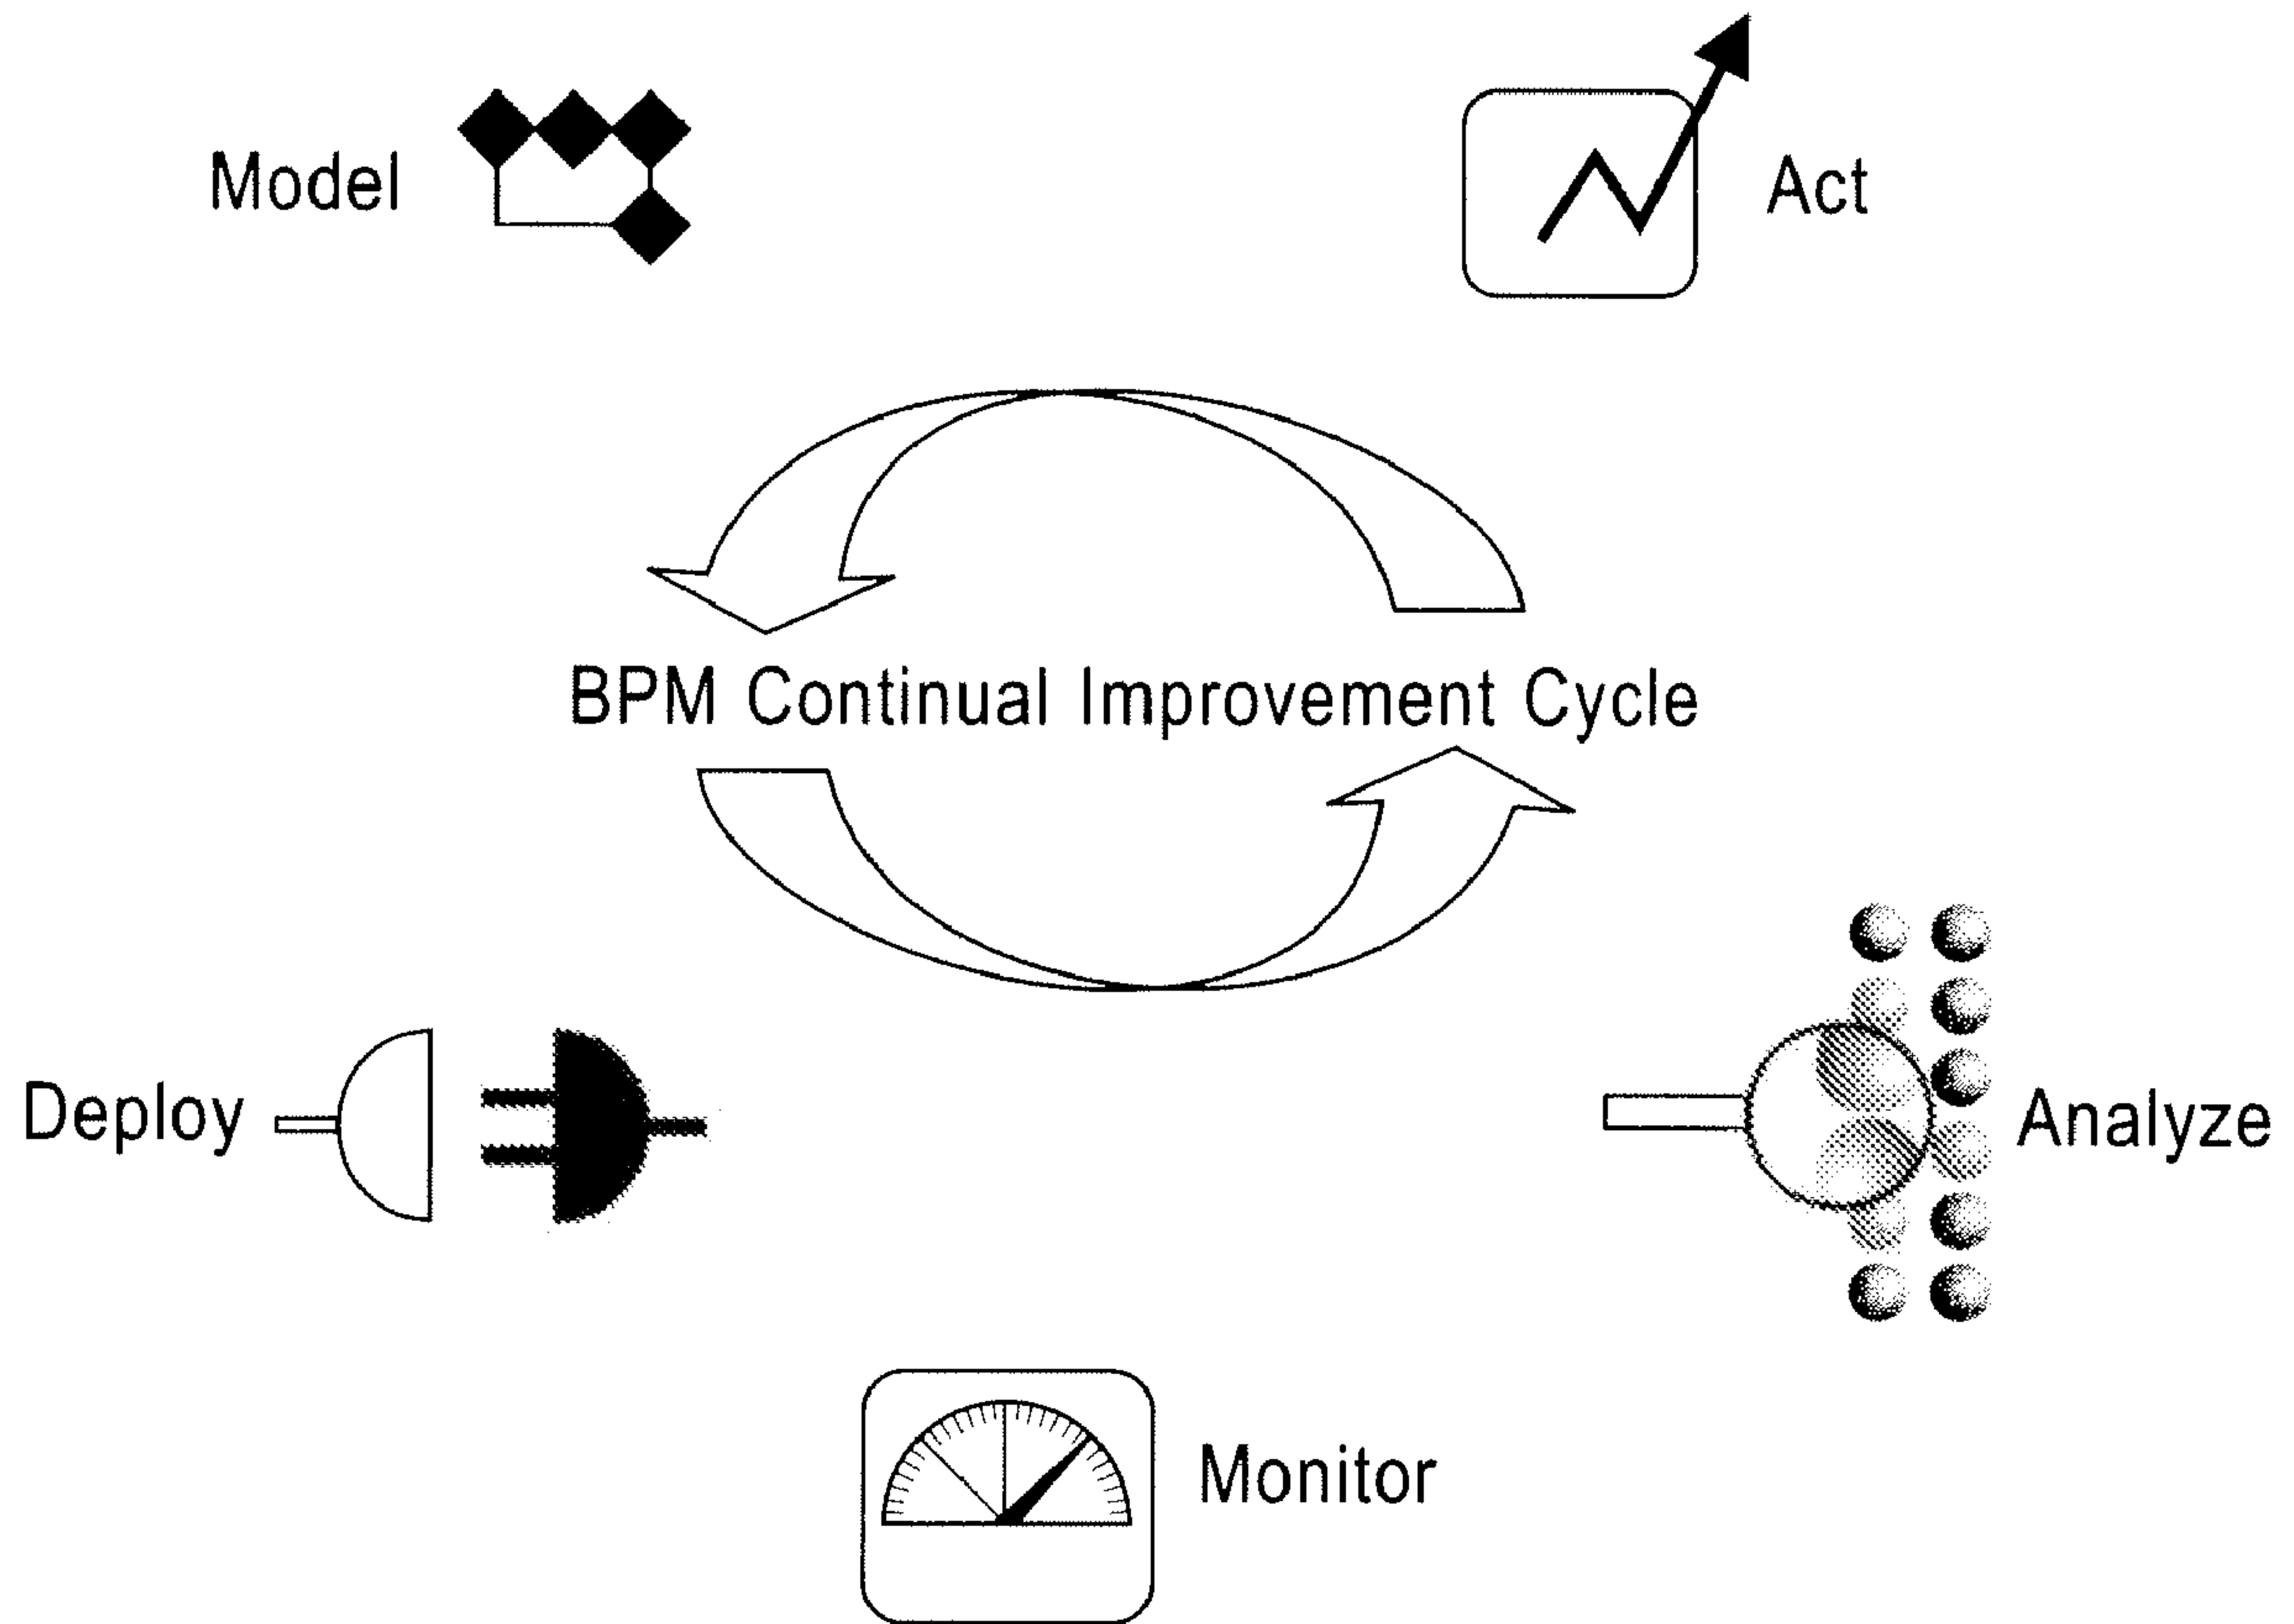 Model
Act
BPM Continual Improvement Cycle
Deploy
Analyze
Monitor